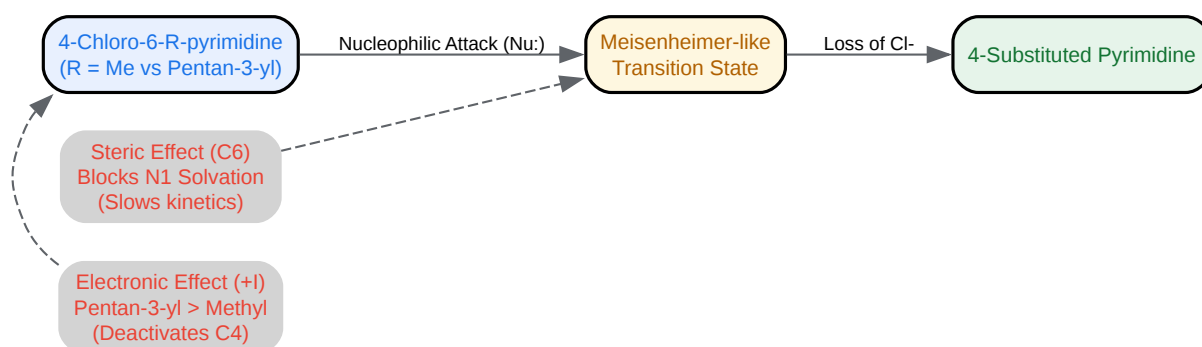 4-Chloro-6-R-pyrimidine
(R = Me vs Pentan-3-yl)
Nucleophilic Attack (Nu:)
Meisenheimer-like
Transition State
Loss of Cl-
4-Substituted Pyrimidine
Steric Effect (C6)
Blocks N1 Solvation
(Slows kinetics)
Electronic Effect (+I)
Pentan-3-yl > Methyl
(Deactivates C4)